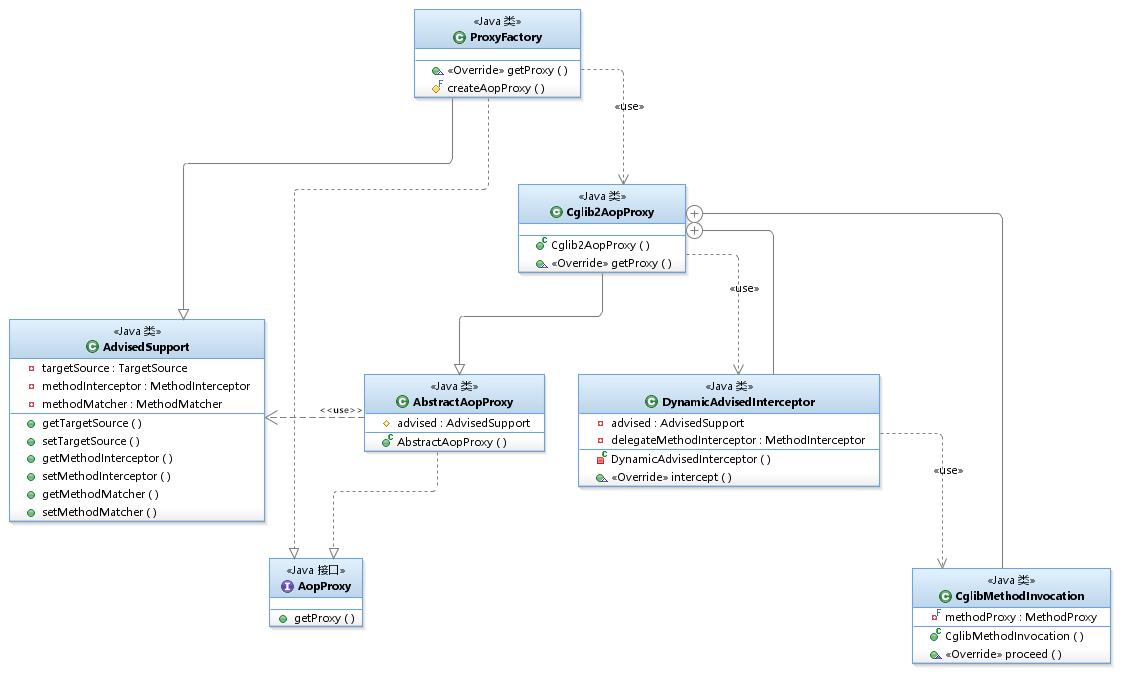 «Java 类»
ProxyFactory
«Override» getProxy ( )
createAopProxy ( )
«use»
«Java 类»
Cglib2AopProxy
Cglib2AopProxy ( )
«Override» getProxy ( )
«use»
«Java 类»
AdvisedSupport
targetSource : TargetSource
methodInterceptor : MethodInterceptor
methodMatcher : MethodMatcher
getTargetSource ( )
setTargetSource ( )
getMethodInterceptor ( )
setMethodInterceptor ( )
getMethodMatcher ( )
setMethodMatcher ( )
<<use>>
«Java 类»
AbstractAopProxy
advised : AdvisedSupport
AbstractAopProxy ( )
«Java 类»
DynamicAdvisedInterceptor
advised : AdvisedSupport
delegateMethodInterceptor : MethodInterceptor
DynamicAdvisedInterceptor ( )
«Override» intercept ( )
«use»
«Java 接口»
AopProxy
getProxy ( )
«Java 类»
CglibMethodInvocation
methodProxy : MethodProxy
CglibMethodInvocation ( )
«Override» proceed ( )